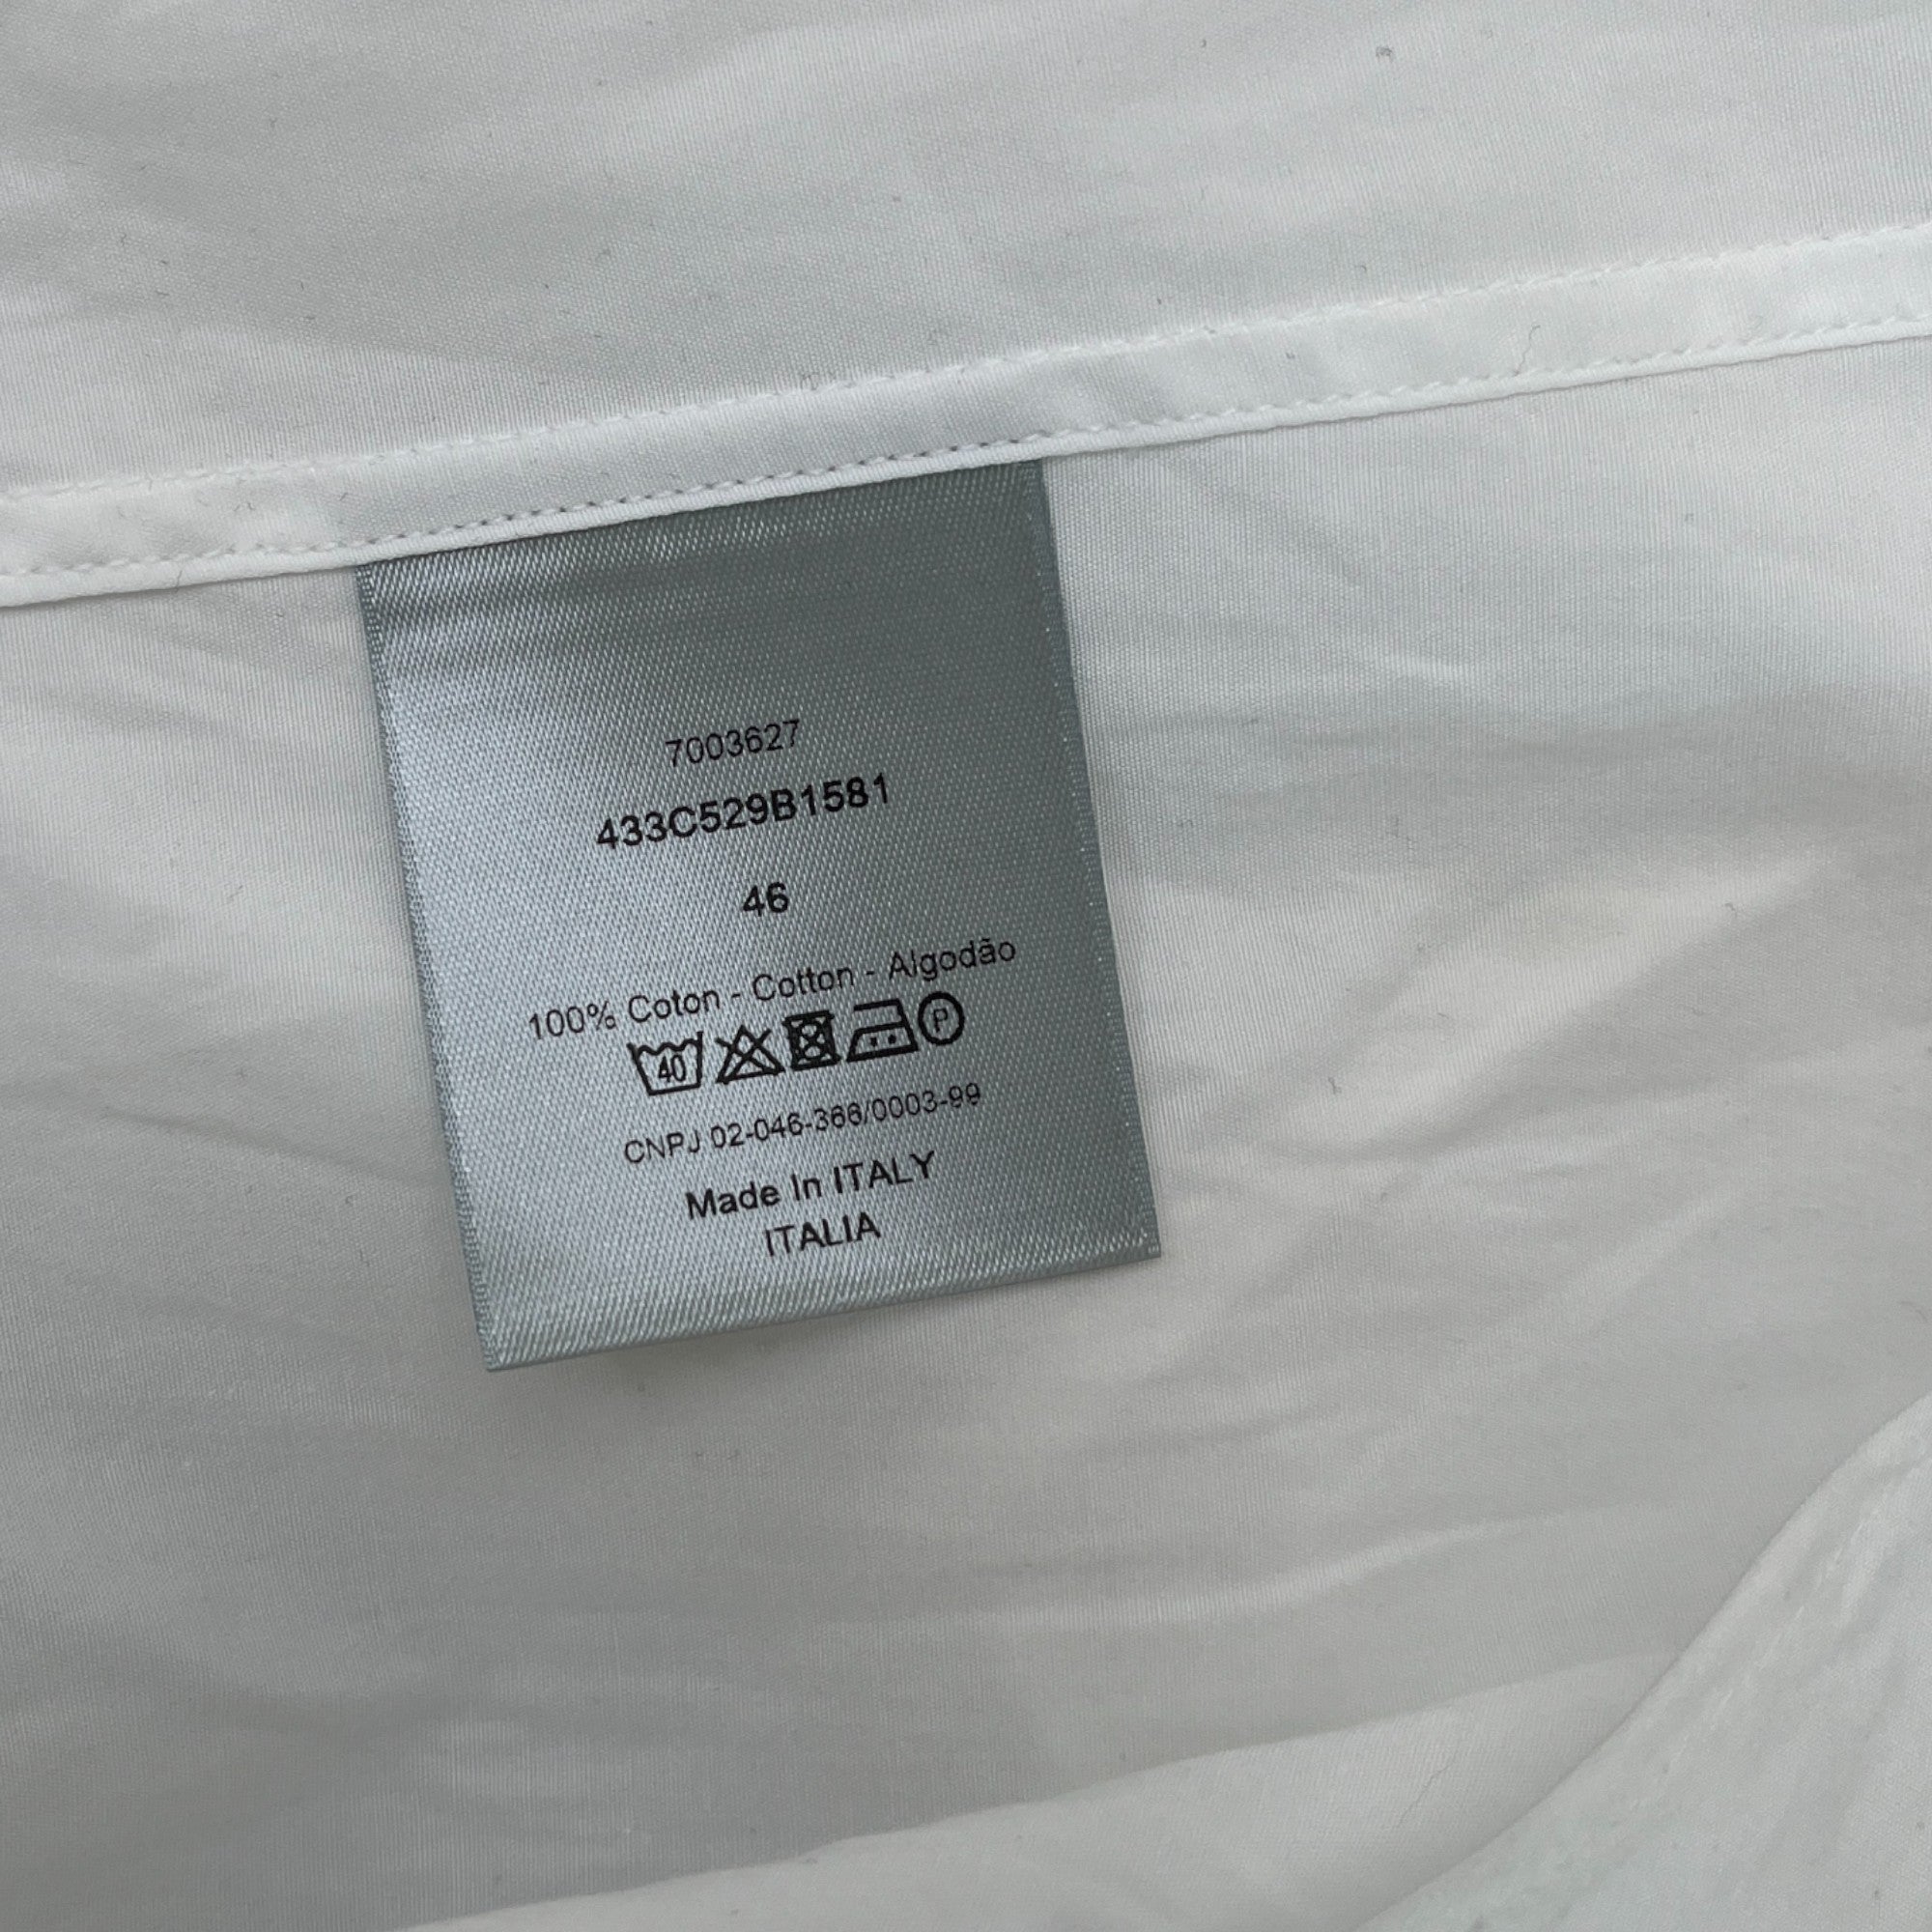 7003627
433C529B1581
46
100% Coton - Cotton - Algodão
40 P
CNPJ 02-046-366/0003-99
Made In ITALY
ITALIA